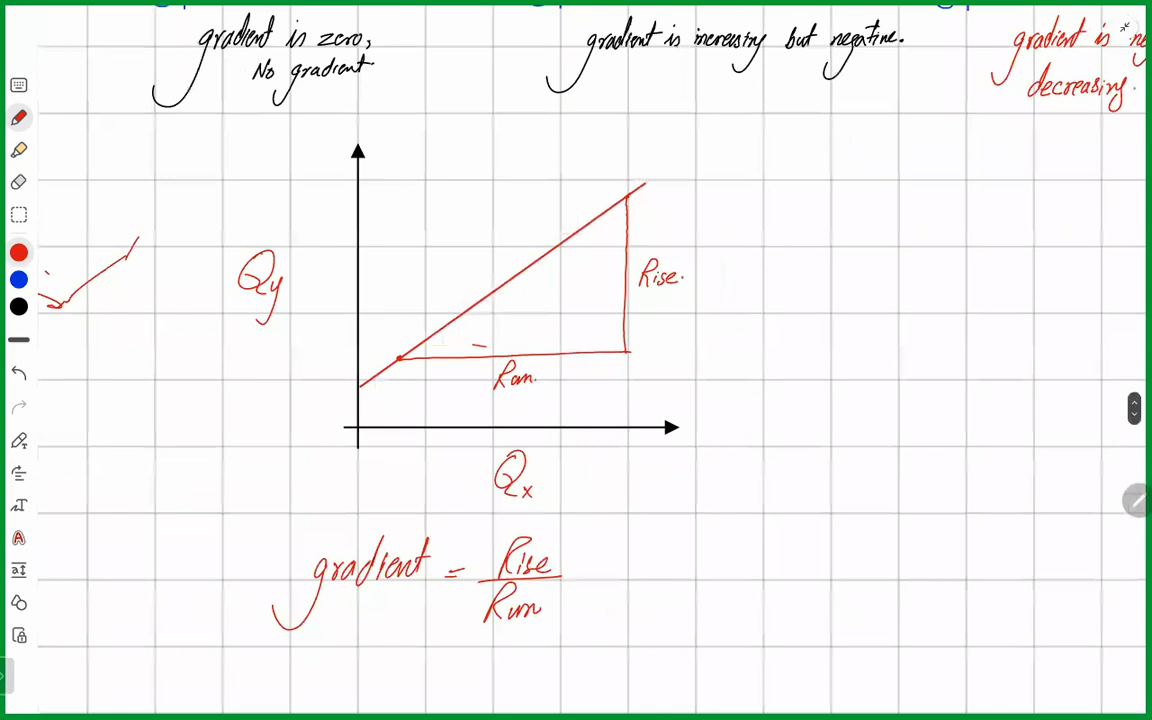 gradient is zero,
No gradient.
gradient is increasing but negative.
gradient is
decreasing.
Qy
Rise.
Run.
Qx
gradient = Rise
Run